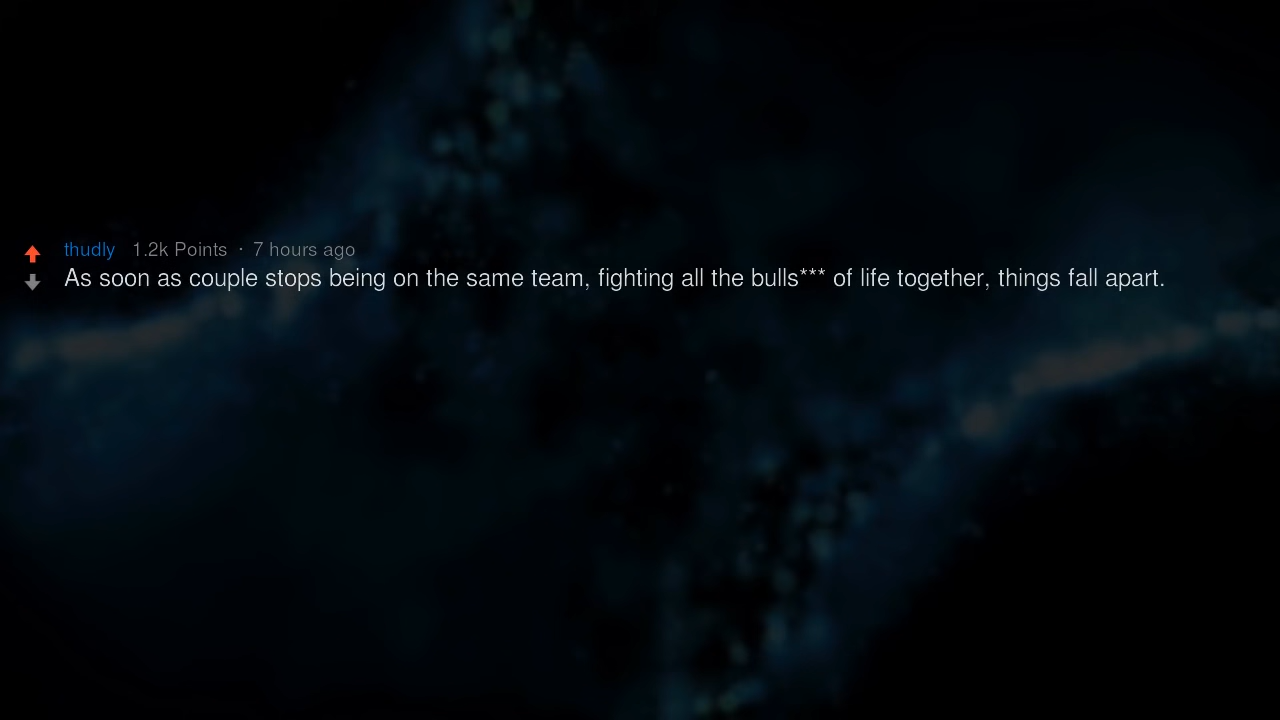 thudly 1.2k Points · 7 hours ago
As soon as couple stops being on the same team, fighting all the bulls*** of life together, things fall apart.